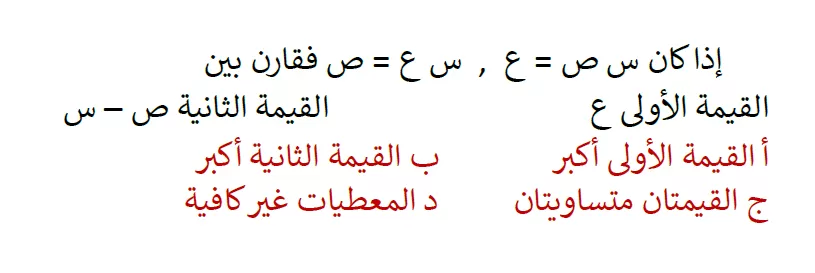 إذا كان س ص = ع , س ع = ص فقارن بين
القيمة الأولى ع القيمة الثانية ص – س
أ القيمة الأولى أكبر ب القيمة الثانية أكبر
ج القيمتان متساويتان د المعطيات غير كافية